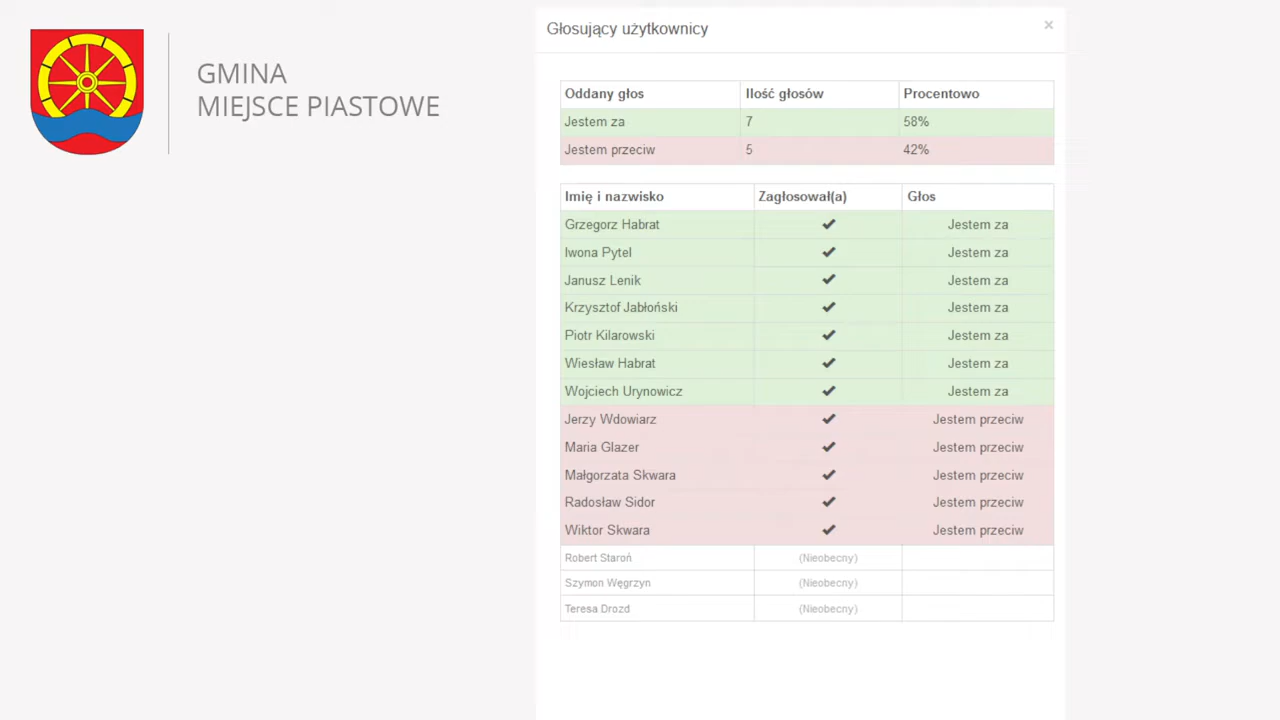 GMINA
MIEJSCE PIASTOWE
Głosujący użytkownicy ×
Oddany głos Ilość głosów Procentowo
Jestem za 7 58%
Jestem przeciw 5 42%
Imię i nazwisko Zagłosował(a) Głos
Grzegorz Habrat ✔ Jestem za
Iwona Pytel ✔ Jestem za
Janusz Lenik ✔ Jestem za
Krzysztof Jabłoński ✔ Jestem za
Piotr Kilarowski ✔ Jestem za
Wiesław Habrat ✔ Jestem za
Wojciech Urynowicz ✔ Jestem za
Jerzy Wdowiarz ✔ Jestem przeciw
Maria Glazer ✔ Jestem przeciw
Małgorzata Skwara ✔ Jestem przeciw
Radosław Sidor ✔ Jestem przeciw
Wiktor Skwara ✔ Jestem przeciw
Robert Staroń (Nieobecny)
Szymon Węgrzyn (Nieobecny)
Teresa Drozd (Nieobecny)